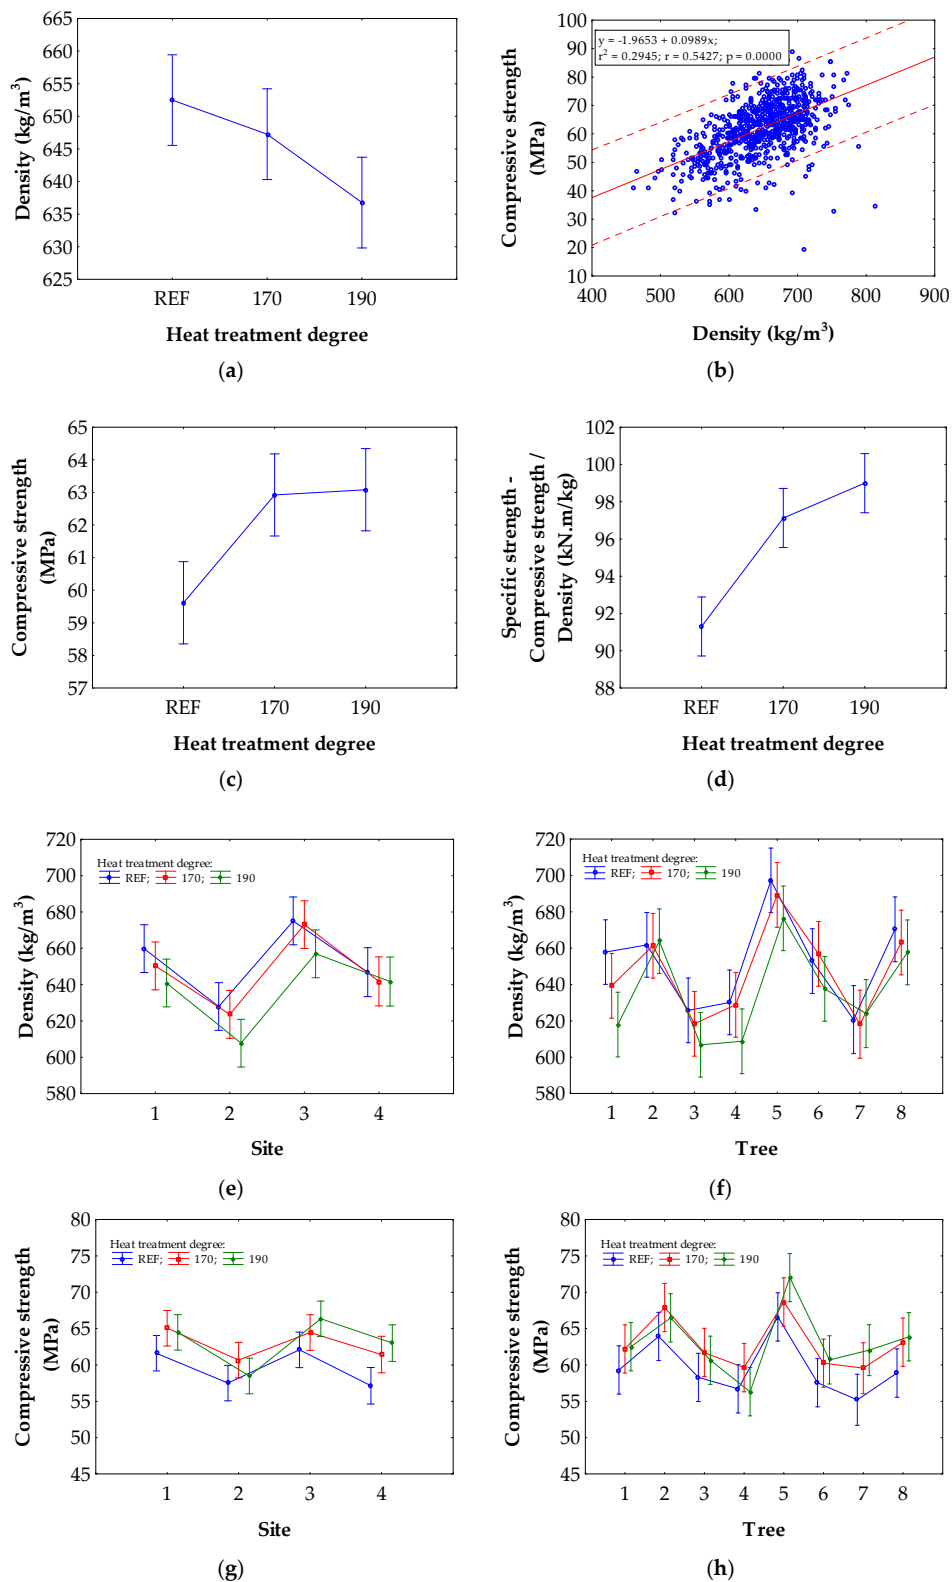 665
660
655
650
645
640
635
630
625
Density (kg/m³)
REF 170 190
Heat treatment degree
(a)
100
90
80
70
60
50
40
30
20
10
Compressive strength
(MPa)
y = -1.9653 + 0.0989x;
r² = 0.2945; r = 0.5427; p = 0.0000
400 500 600 700 800 900
Density (kg/m³)
(b)
65
64
63
62
61
60
59
58
57
Compressive strength
(MPa)
REF 170 190
Heat treatment degree
(c)
102
100
98
96
94
92
90
88
Specific strength -
Compressive strength /
Density (kN.m/kg)
REF 170 190
Heat treatment degree
(d)
720
700
680
660
640
620
600
580
Density (kg/m³)
Heat treatment degree:
REF; 170; 190
1 2 3 4
Site
(e)
720
700
680
660
640
620
600
580
Density (kg/m³)
Heat treatment degree:
REF; 170; 190
1 2 3 4 5 6 7 8
Tree
(f)
80
75
70
65
60
55
50
45
Compressive strength
(MPa)
Heat treatment degree:
REF; 170; 190
1 2 3 4
Site
(g)
80
75
70
65
60
55
50
45
Compressive strength
(MPa)
Heat treatment degree:
REF; 170; 190
1 2 3 4 5 6 7 8
Tree
(h)